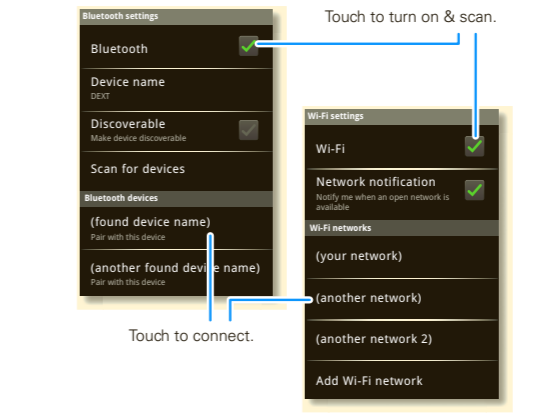 Touch to turn on & scan.
Bluetooth settings
Bluetooth
Device name
DEXT
Discoverable
Make device discoverable
Scan for devices
Bluetooth devices
(found device name)
Pair with this device
(another found device name)
Pair with this device
Touch to connect.
Wi-Fi settings
Wi-Fi
Network notification
Notify me when an open network is
available
Wi-Fi networks
(your network)
(another network)
(another network 2)
Add Wi-Fi network